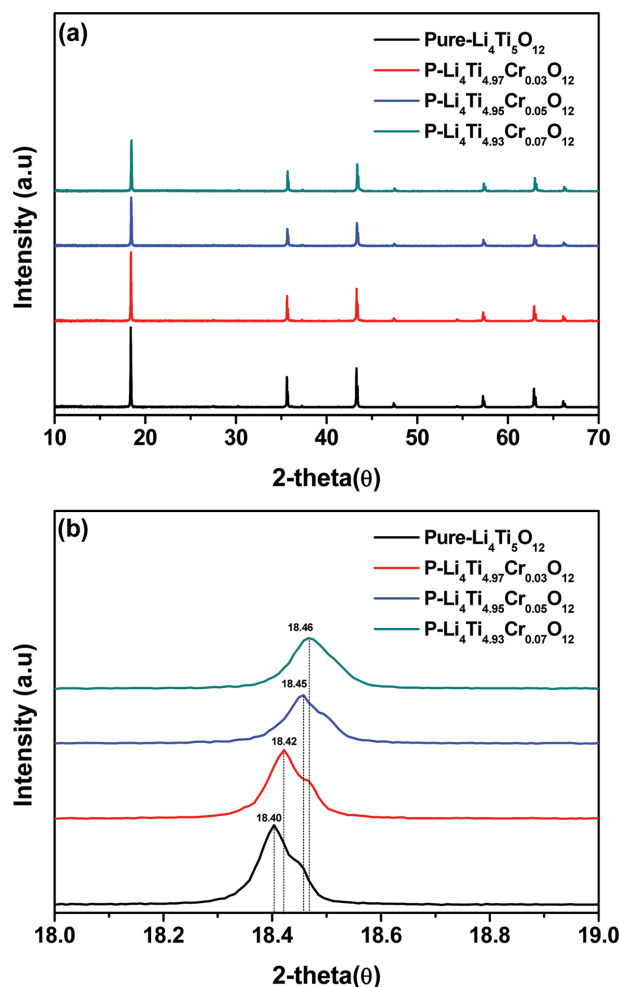 (a)
Pure-Li4Ti5O12
P-Li4Ti4.97Cr0.03O12
P-Li4Ti4.95Cr0.05O12
P-Li4Ti4.93Cr0.07O12
Intensity (a.u)
10 20 30 40 50 60 70
2-theta(θ)
(b)
Pure-Li4Ti5O12
P-Li4Ti4.97Cr0.03O12
P-Li4Ti4.95Cr0.05O12
P-Li4Ti4.93Cr0.07O12
18.46
18.45
18.42
18.40
Intensity (a.u)
18.0 18.2 18.4 18.6 18.8 19.0
2-theta(θ)